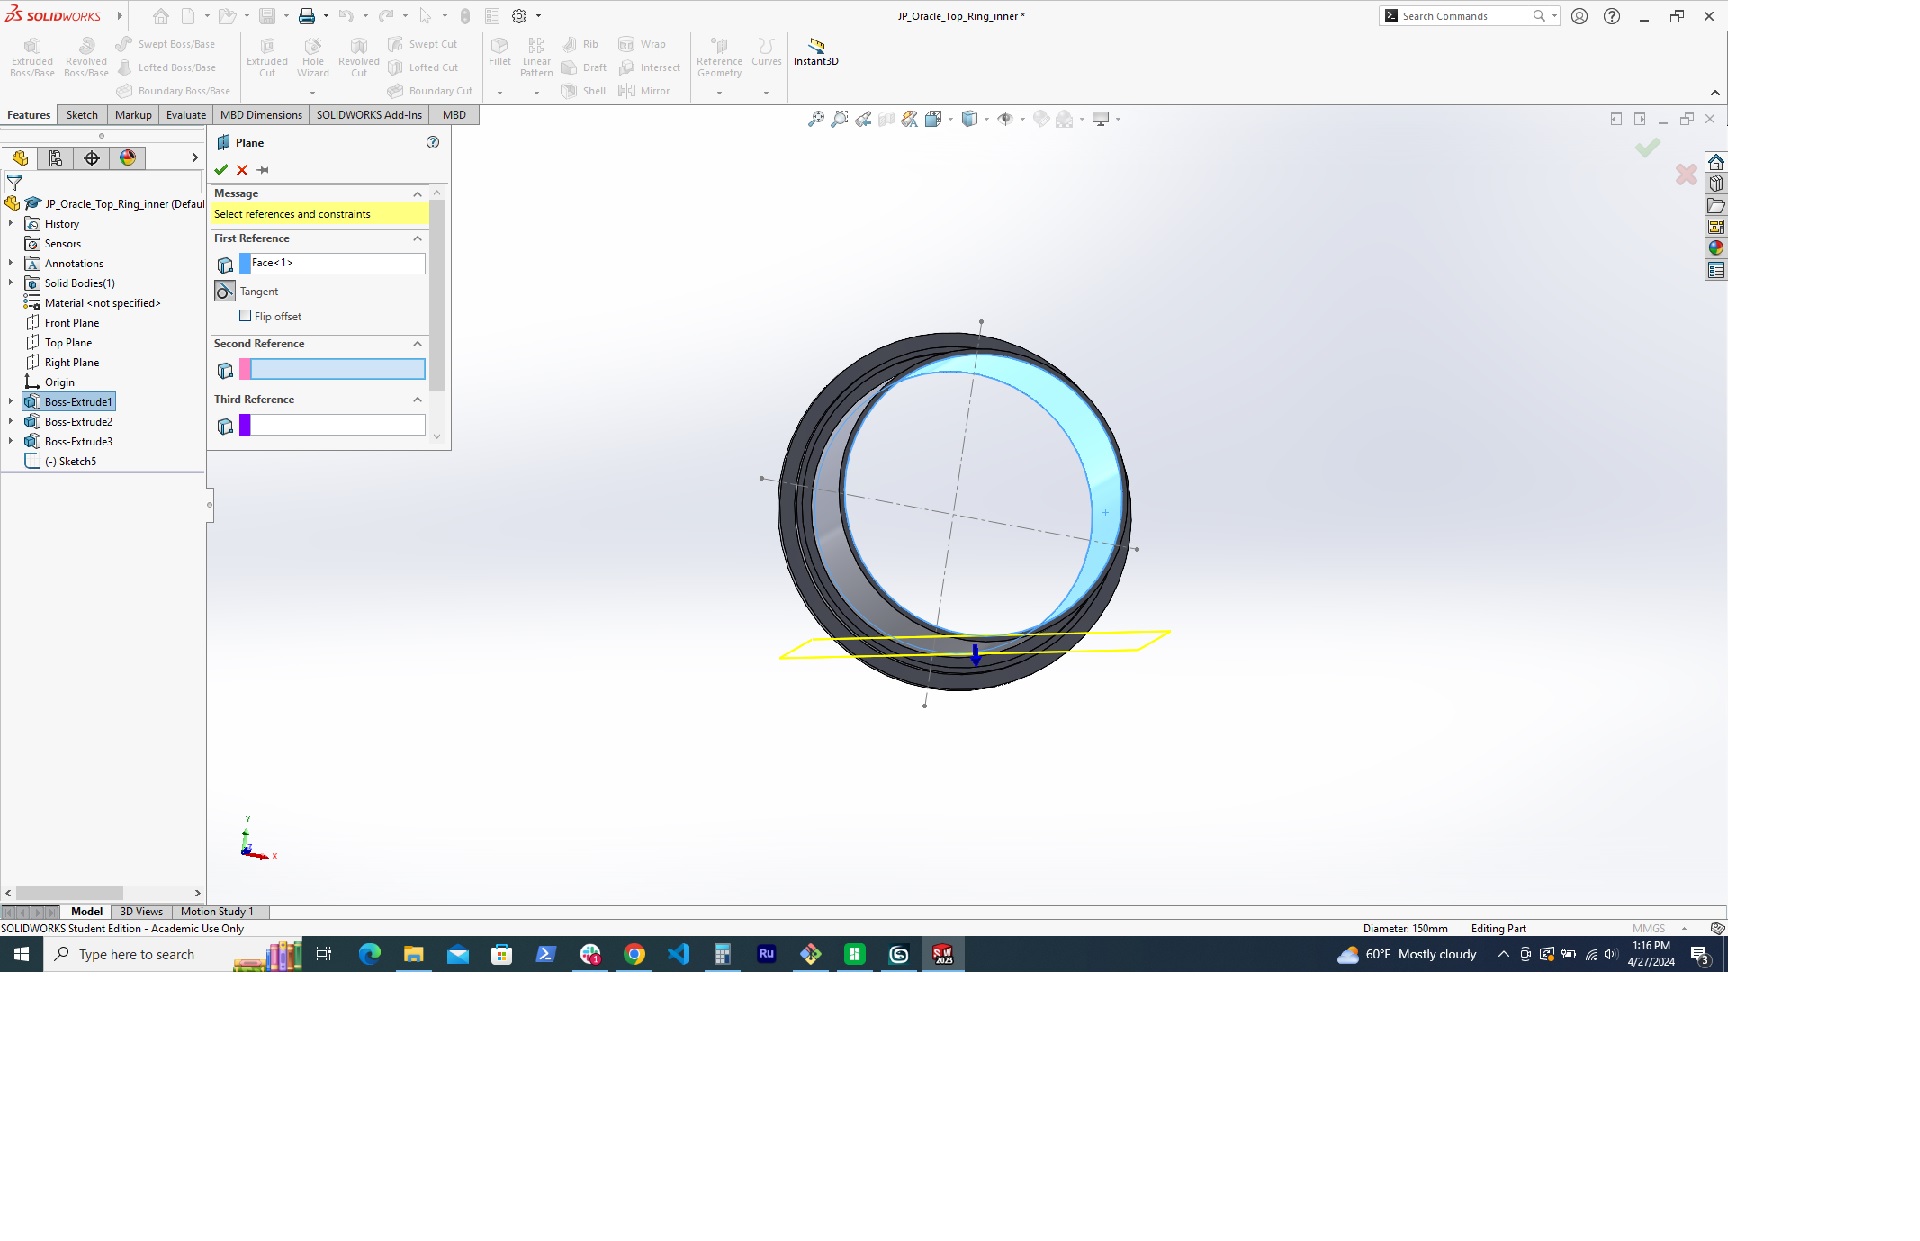 SOLIDWORKS
JP_Oracle_Top_Ring_inner *
Search Commands
Extruded Boss/Base
Revolved Boss/Base
Swept Boss/Base
Lofted Boss/Base
Boundary Boss/Base
Extruded Cut
Hole Wizard
Revolved Cut
Swept Cut
Lofted Cut
Boundary Cut
Fillet
Linear Pattern
Rib
Draft
Shell
Wrap
Intersect
Mirror
Reference Geometry
Curves
Instant3D
Features
Sketch
Markup
Evaluate
MBD Dimensions
SOLIDWORKS Add-Ins
MBD
JP_Oracle_Top_Ring_inner (Defaul
History
Sensors
Annotations
Solid Bodies(1)
Material <not specified>
Front Plane
Top Plane
Right Plane
Origin
Boss-Extrude1
Boss-Extrude2
Boss-Extrude3
(-) Sketch5
Plane
Message
Select references and constraints
First Reference
Face<1>
Tangent
Flip offset
Second Reference
Third Reference
Y
X
Model
3D Views
Motion Study 1
SOLIDWORKS Student Edition - Academic Use Only
Diameter: 150mm
Editing Part
MMGS
Type here to search
Ru
SW
2023
60°F Mostly cloudy
1:16 PM
4/27/2024
3